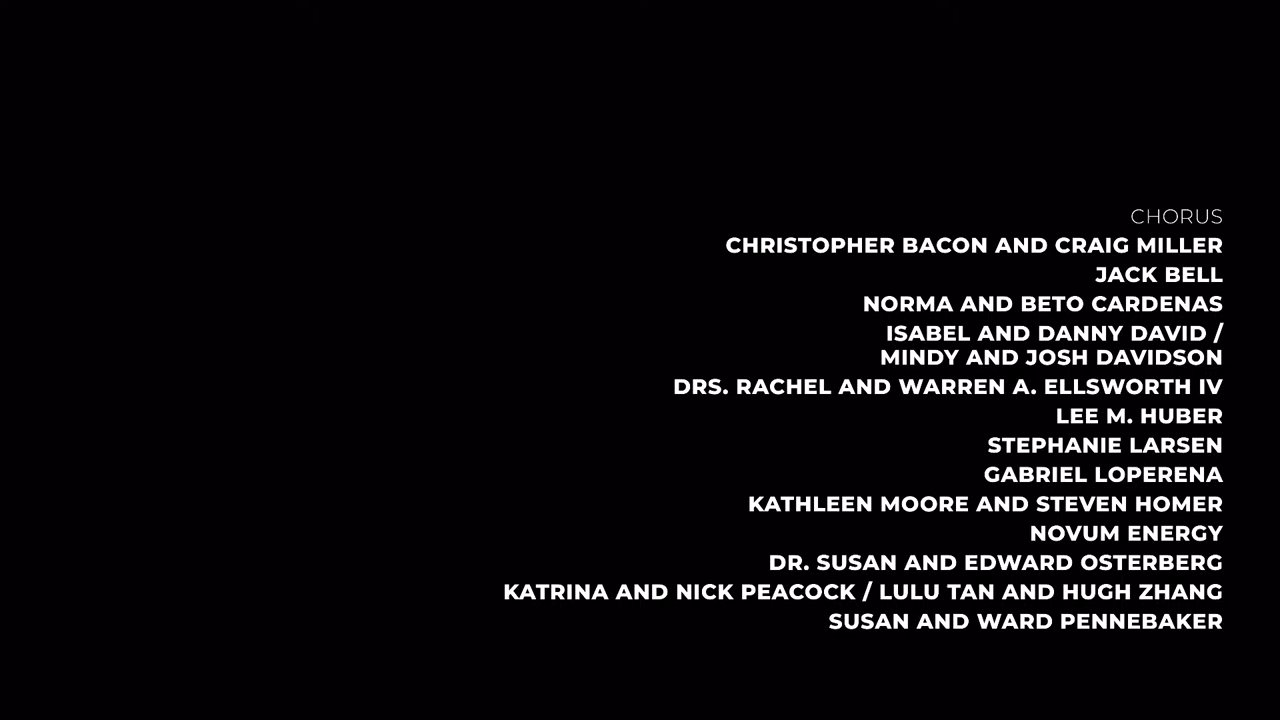 CHORUS
CHRISTOPHER BACON AND CRAIG MILLER
JACK BELL
NORMA AND BETO CARDENAS
ISABEL AND DANNY DAVID /
MINDY AND JOSH DAVIDSON
DRS. RACHEL AND WARREN A. ELLSWORTH IV
LEE M. HUBER
STEPHANIE LARSEN
GABRIEL LOPERENA
KATHLEEN MOORE AND STEVEN HOMER
NOVUM ENERGY
DR. SUSAN AND EDWARD OSTERBERG
KATRINA AND NICK PEACOCK / LULU TAN AND HUGH ZHANG
SUSAN AND WARD PENNEBAKER